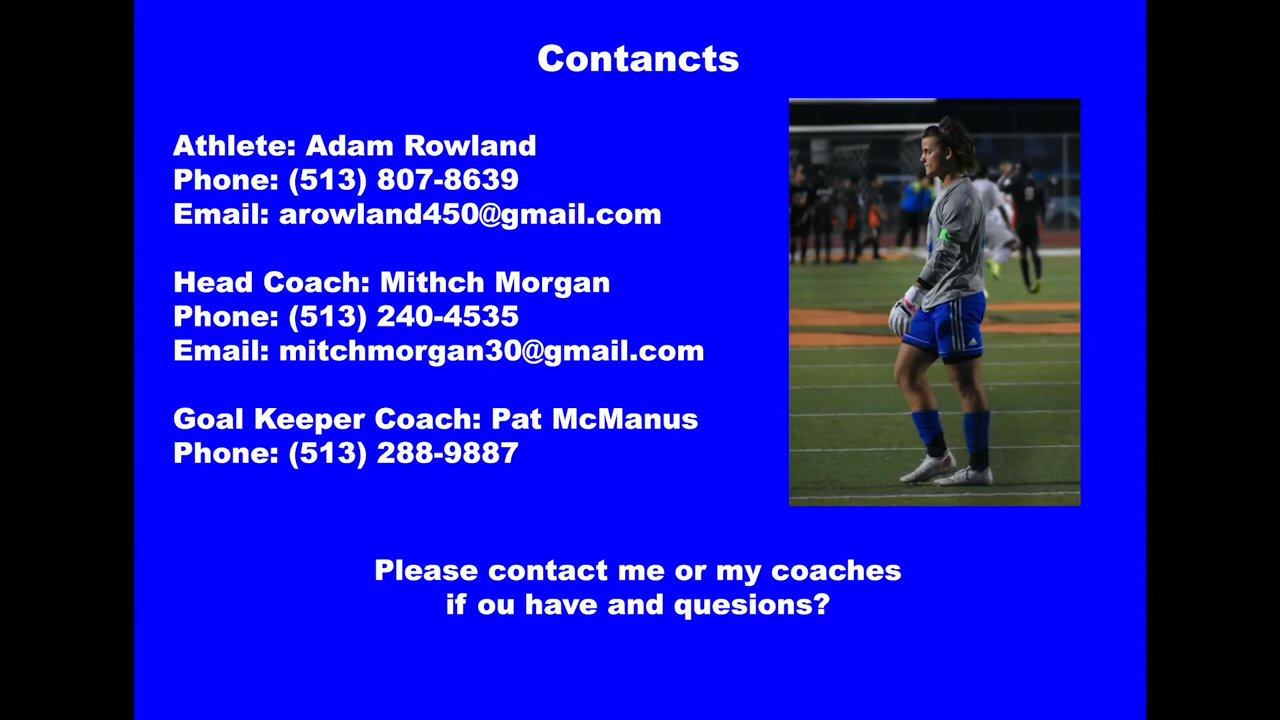 Contancts
Athlete: Adam Rowland
Phone: (513) 807-8639
Email: arowland450@gmail.com
Head Coach: Mithch Morgan
Phone: (513) 240-4535
Email: mitchmorgan30@gmail.com
Goal Keeper Coach: Pat McManus
Phone: (513) 288-9887
Please contact me or my coaches
if ou have and quesions?